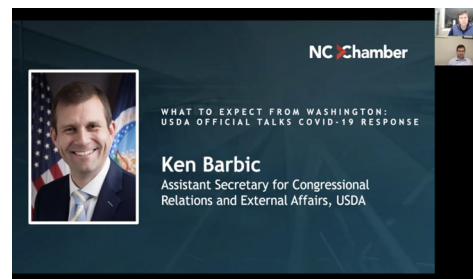 NC Chamber
WHAT TO EXPECT FROM WASHINGTON:
USDA OFFICIAL TALKS COVID-19 RESPONSE
Ken Barbic
Assistant Secretary for Congressional
Relations and External Affairs, USDA